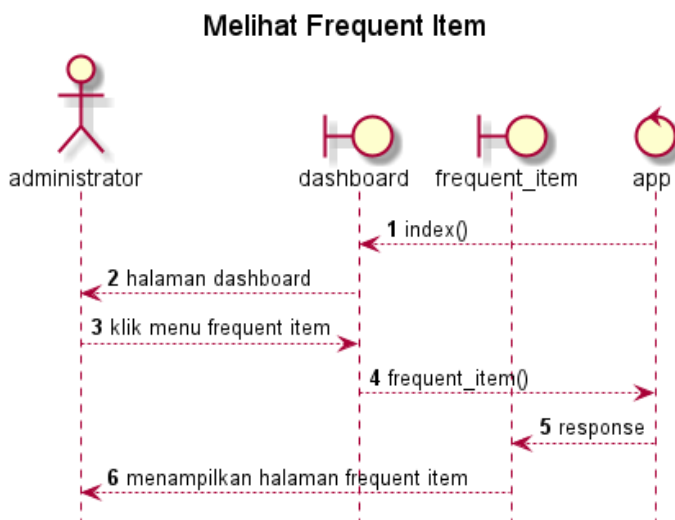 Melihat Frequent Item
administrator
dashboard
frequent_item
app
1 index()
2 halaman dashboard
3 klik menu frequent item
4 frequent_item()
5 response
6 menampilkan halaman frequent item